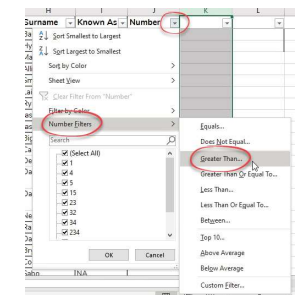 H I J K L
Surname Known As Number
Sort Smallest to Largest
Sort Largest to Smallest
Sort by Color
Sheet View
Clear Filter From "Number"
Filter by Color
Number Filters
Search
(Select All)
1
4
5
15
23
32
34
234
OK Cancel
Equals...
Does Not Equal...
Greater Than...
Greater Than Or Equal To...
Less Than...
Less Than Or Equal To...
Between...
Top 10...
Above Average
Below Average
Custom Filter...